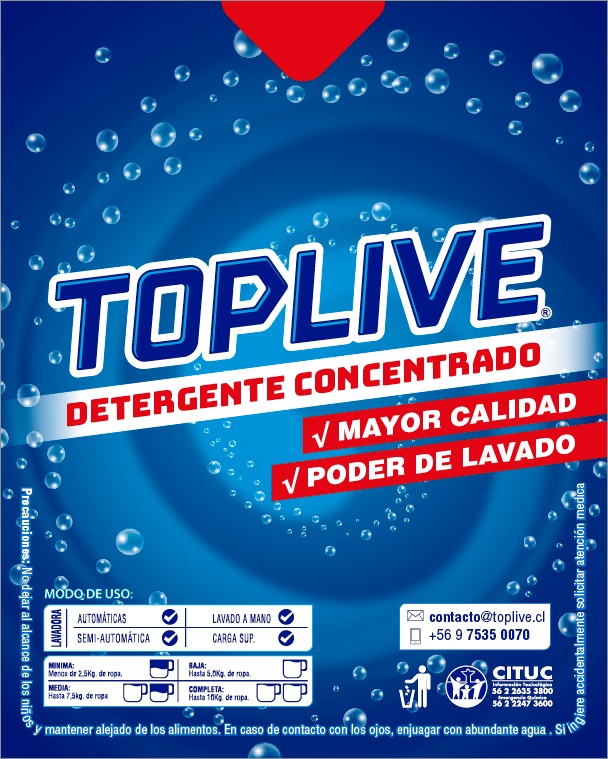 TOPLIVE®
DETERGENTE CONCENTRADO
√ MAYOR CALIDAD
√ PODER DE LAVADO
MODO DE USO:
LAVADORA
AUTOMÁTICAS
LAVADO A MANO
SEMI-AUTOMÁTICA
CARGA SUP.
MINIMA:
Menos de 2,5Kg. de ropa.
BAJA:
Hasta 5,6Kg. de ropa.
MEDIA:
Hasta 7,5kg. de ropa
COMPLETA:
Hasta 10Kg. de ropa.
contacto@toplive.cl
+56 9 7535 0070
CITUC
Información Toxicológica
56 2 2635 3800
Emergencia Química
56 2 2247 3600
Precauciones: No dejar al alcance de los niños y mantener alejado de los alimentos. En caso de contacto con los ojos, enjuagar con abundante agua . Si ingiere accidentalmente solicitar atención medica